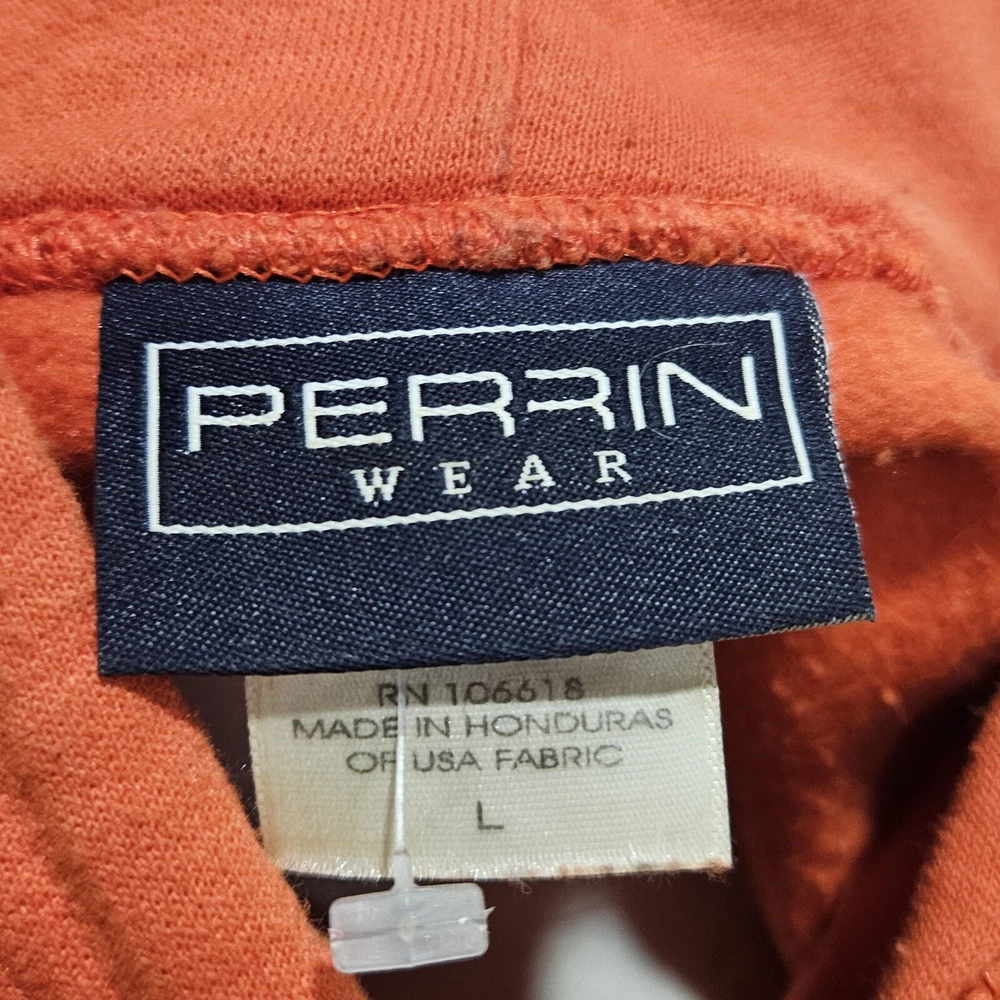 PERRIN
WEAR
RN 106618
MADE IN HONDURAS
OF USA FABRIC
L